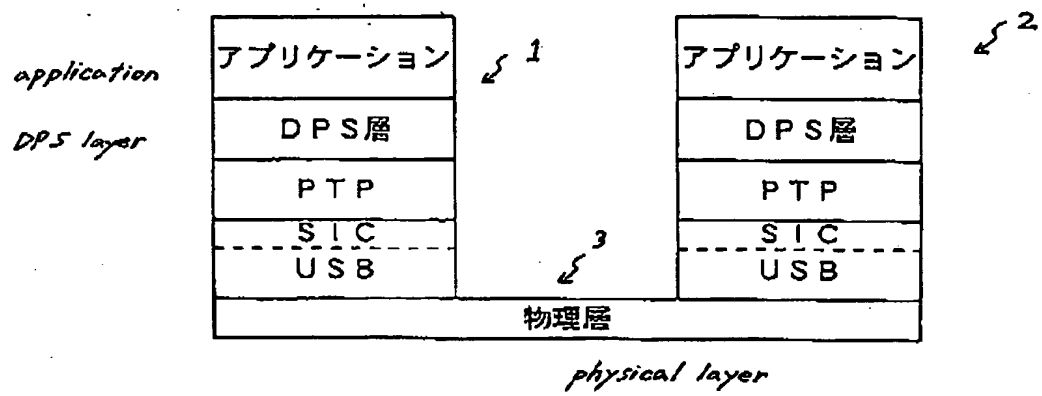 application
DPS layer
アプリケーション
DPS層
PTP
SIC
USB
1
アプリケーション
DPS層
PTP
SIC
USB
2
3
物理層
physical layer